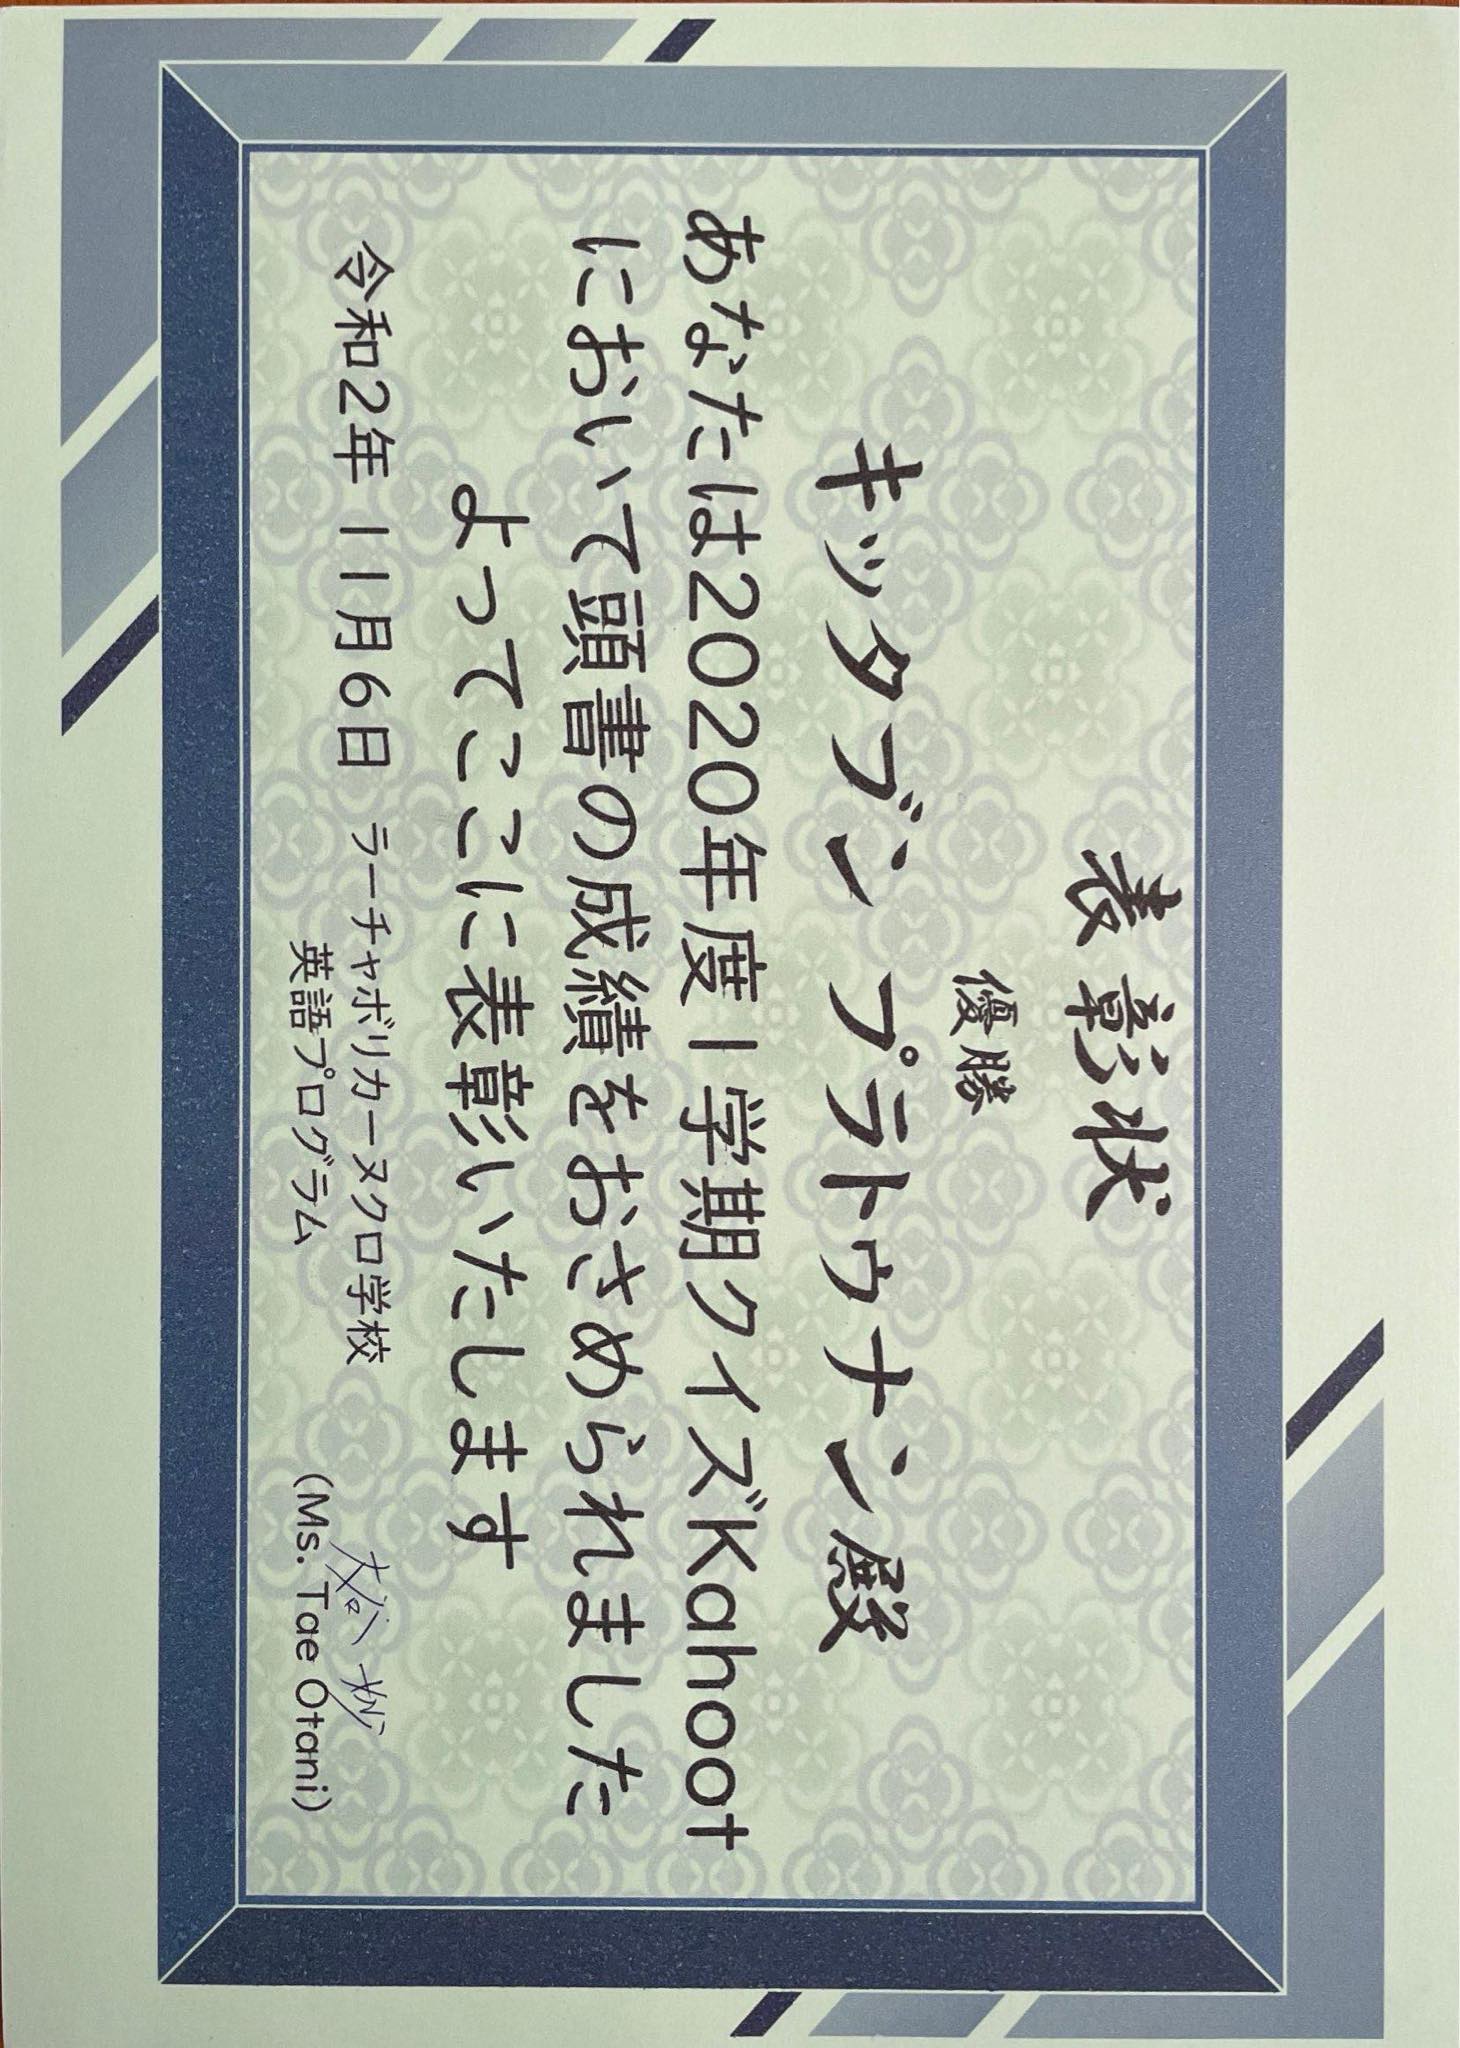 表彰状
優勝
キッタブン プラトゥナン殿
あなたは2020年度1学期クイズKahoot
において頭書の成績をおさめられました
よってここに表彰いたします
令和2年 11月6日
ラーチャボリカーヌクロ学校
英語プログラム
大谷 妙
(Ms. Tae Otani)